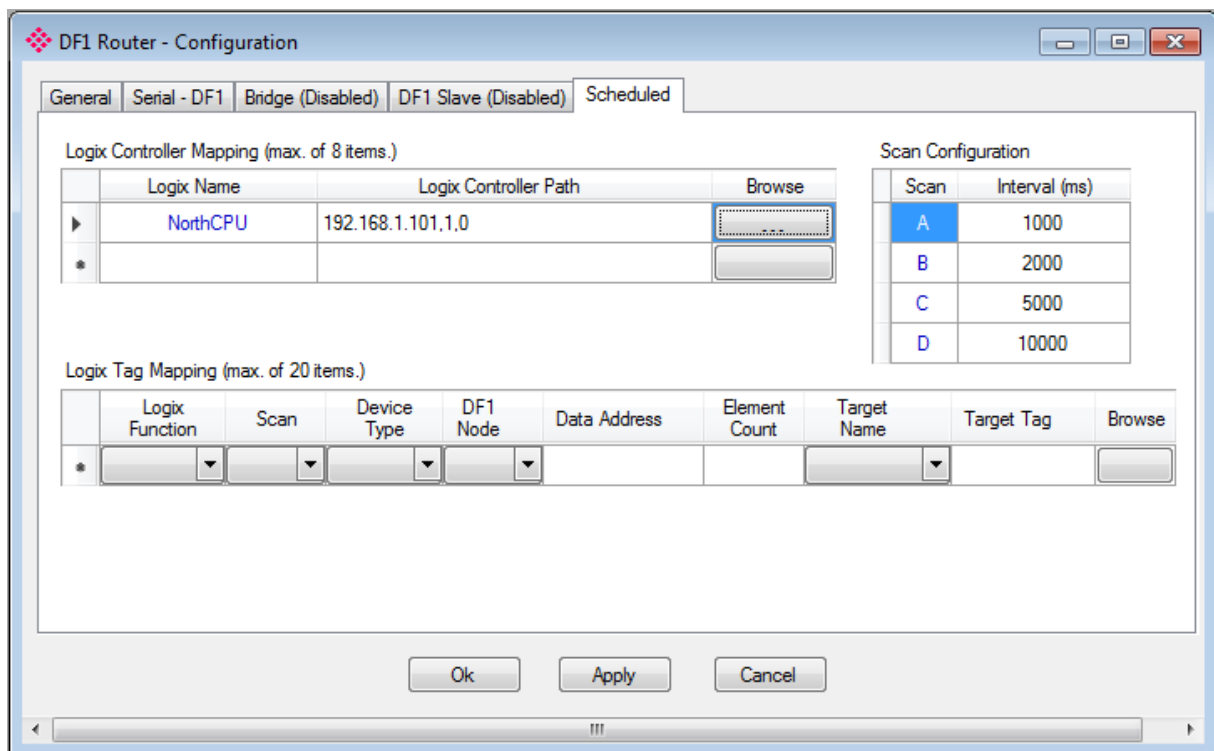 DF1 Router - Configuration
General Serial - DF1 Bridge (Disabled) DF1 Slave (Disabled) Scheduled
Logix Controller Mapping (max. of 8 items.)
Logix Name Logix Controller Path Browse
NorthCPU 192.168.1.101,1,0 ...
Scan Configuration
Scan Interval (ms)
A 1000
B 2000
C 5000
D 10000
Logix Tag Mapping (max. of 20 items.)
Logix Function Scan Device Type DF1 Node Data Address Element Count Target Name Target Tag Browse
Ok Apply Cancel